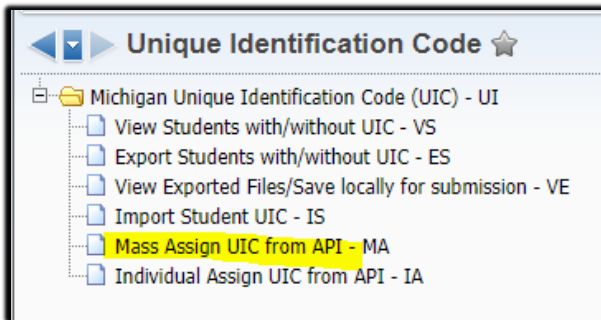 Unique Identification Code
Michigan Unique Identification Code (UIC) - UI
View Students with/without UIC - VS
Export Students with/without UIC - ES
View Exported Files/Save locally for submission - VE
Import Student UIC - IS
Mass Assign UIC from API - MA
Individual Assign UIC from API - IA